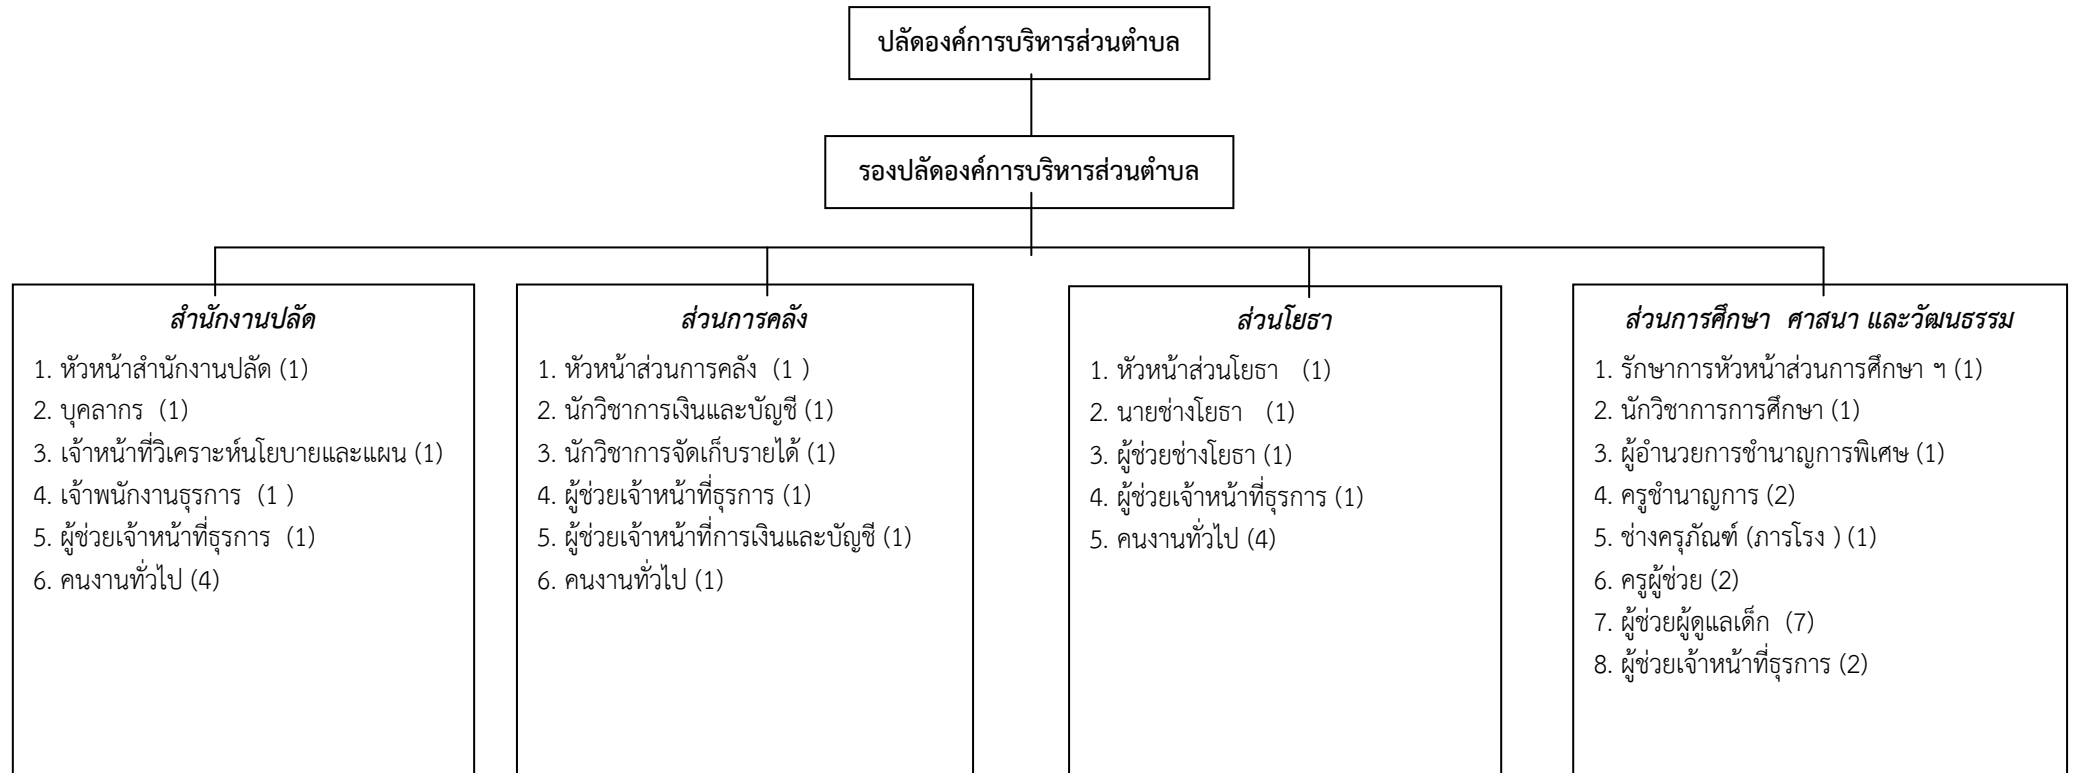 ปลัดองค์การบริหารส่วนตำบล
รองปลัดองค์การบริหารส่วนตำบล
สำนักงานปลัด
1. หัวหน้าสำนักงานปลัด (1)
2. บุคลากร (1)
3. เจ้าหน้าที่วิเคราะห์นโยบายและแผน (1)
4. เจ้าพนักงานธุรการ (1 )
5. ผู้ช่วยเจ้าหน้าที่ธุรการ (1)
6. คนงานทั่วไป (4)
ส่วนการคลัง
1. หัวหน้าส่วนการคลัง (1 )
2. นักวิชาการเงินและบัญชี (1)
3. นักวิชาการจัดเก็บรายได้ (1)
4. ผู้ช่วยเจ้าหน้าที่ธุรการ (1)
5. ผู้ช่วยเจ้าหน้าที่การเงินและบัญชี (1)
6. คนงานทั่วไป (1)
ส่วนโยธา
1. หัวหน้าส่วนโยธา (1)
2. นายช่างโยธา (1)
3. ผู้ช่วยช่างโยธา (1)
4. ผู้ช่วยเจ้าหน้าที่ธุรการ (1)
5. คนงานทั่วไป (4)
ส่วนการศึกษา ศาสนา และวัฒนธรรม
1. รักษาการหัวหน้าส่วนการศึกษา ฯ (1)
2. นักวิชาการการศึกษา (1)
3. ผู้อำนวยการชำนาญการพิเศษ (1)
4. ครูชำนาญการ (2)
5. ช่างครุภัณฑ์ (ภารโรง ) (1)
6. ครูผู้ช่วย (2)
7. ผู้ช่วยผู้ดูแลเด็ก (7)
8. ผู้ช่วยเจ้าหน้าที่ธุรการ (2)